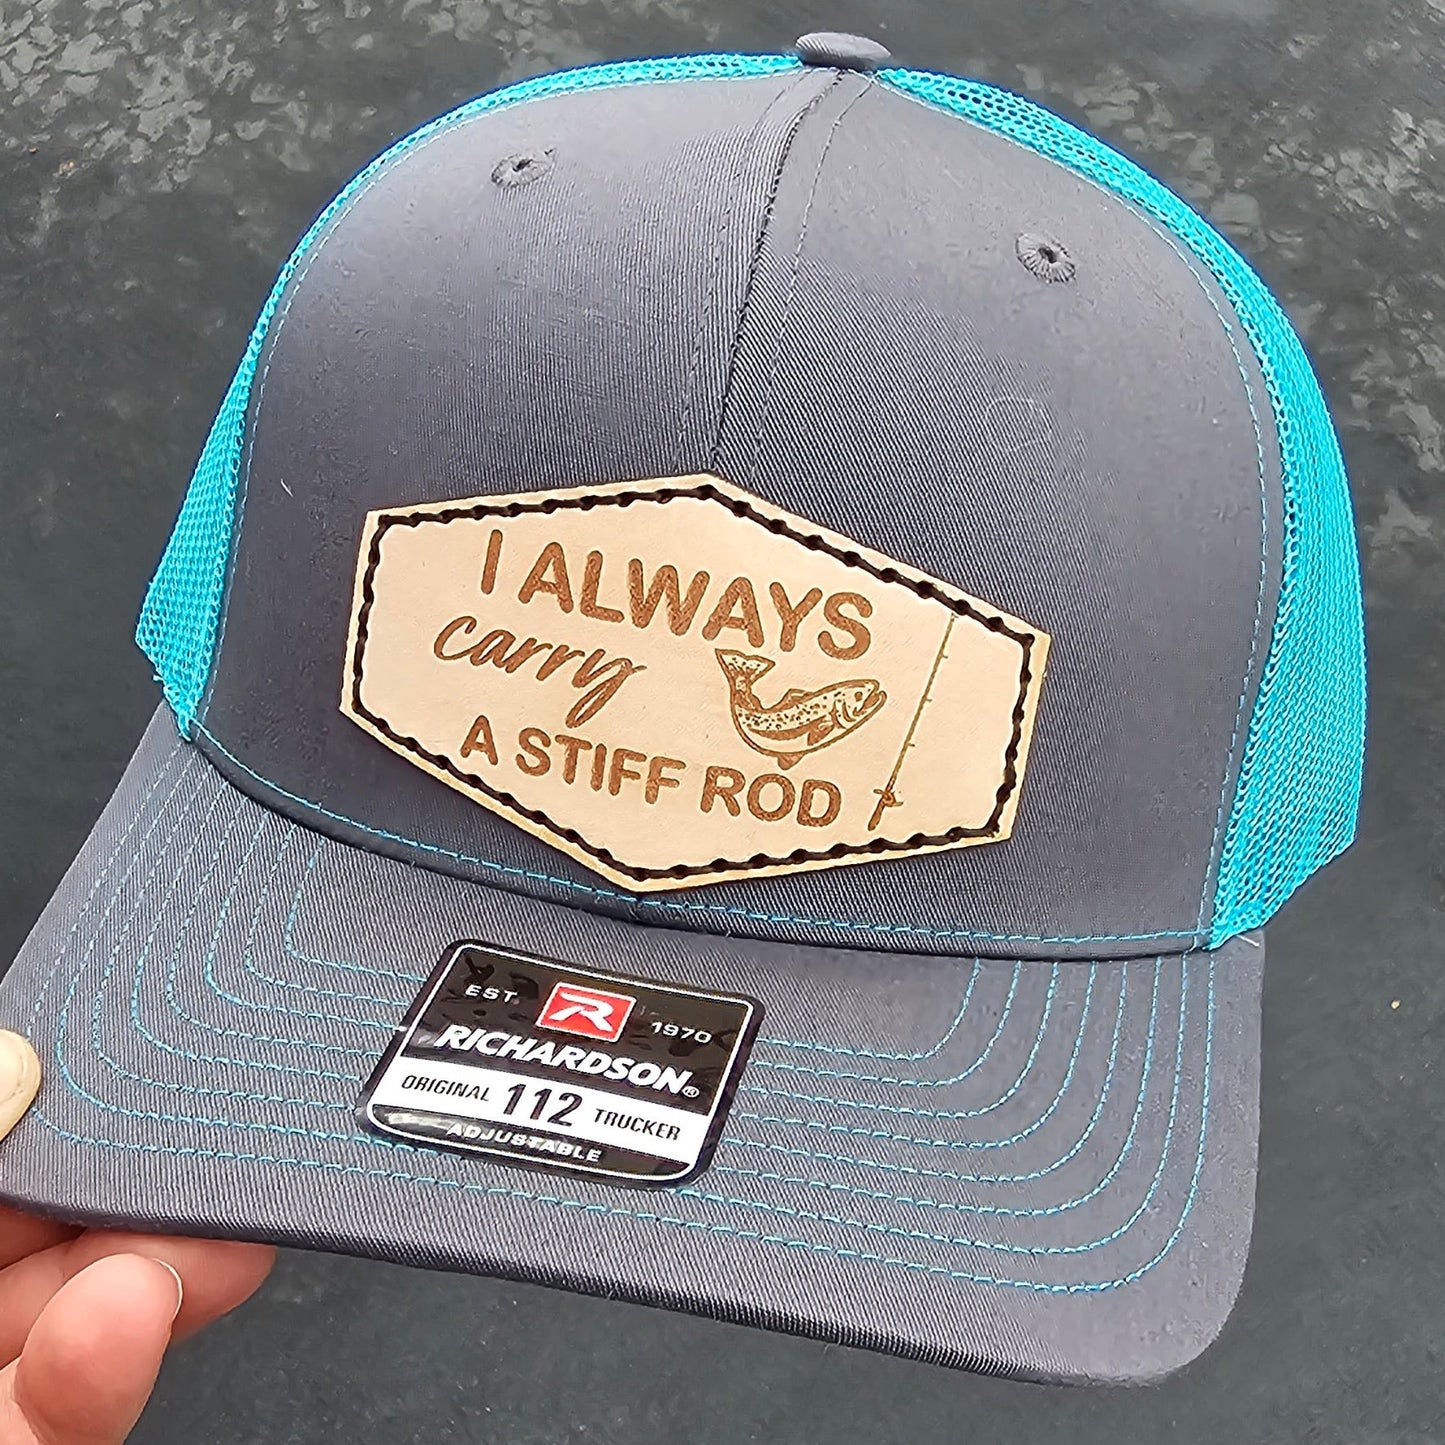 I ALWAYS
carry
A STIFF ROD
EST. R 1970
RICHARDSON®
ORIGINAL 112 TRUCKER
ADJUSTABLE